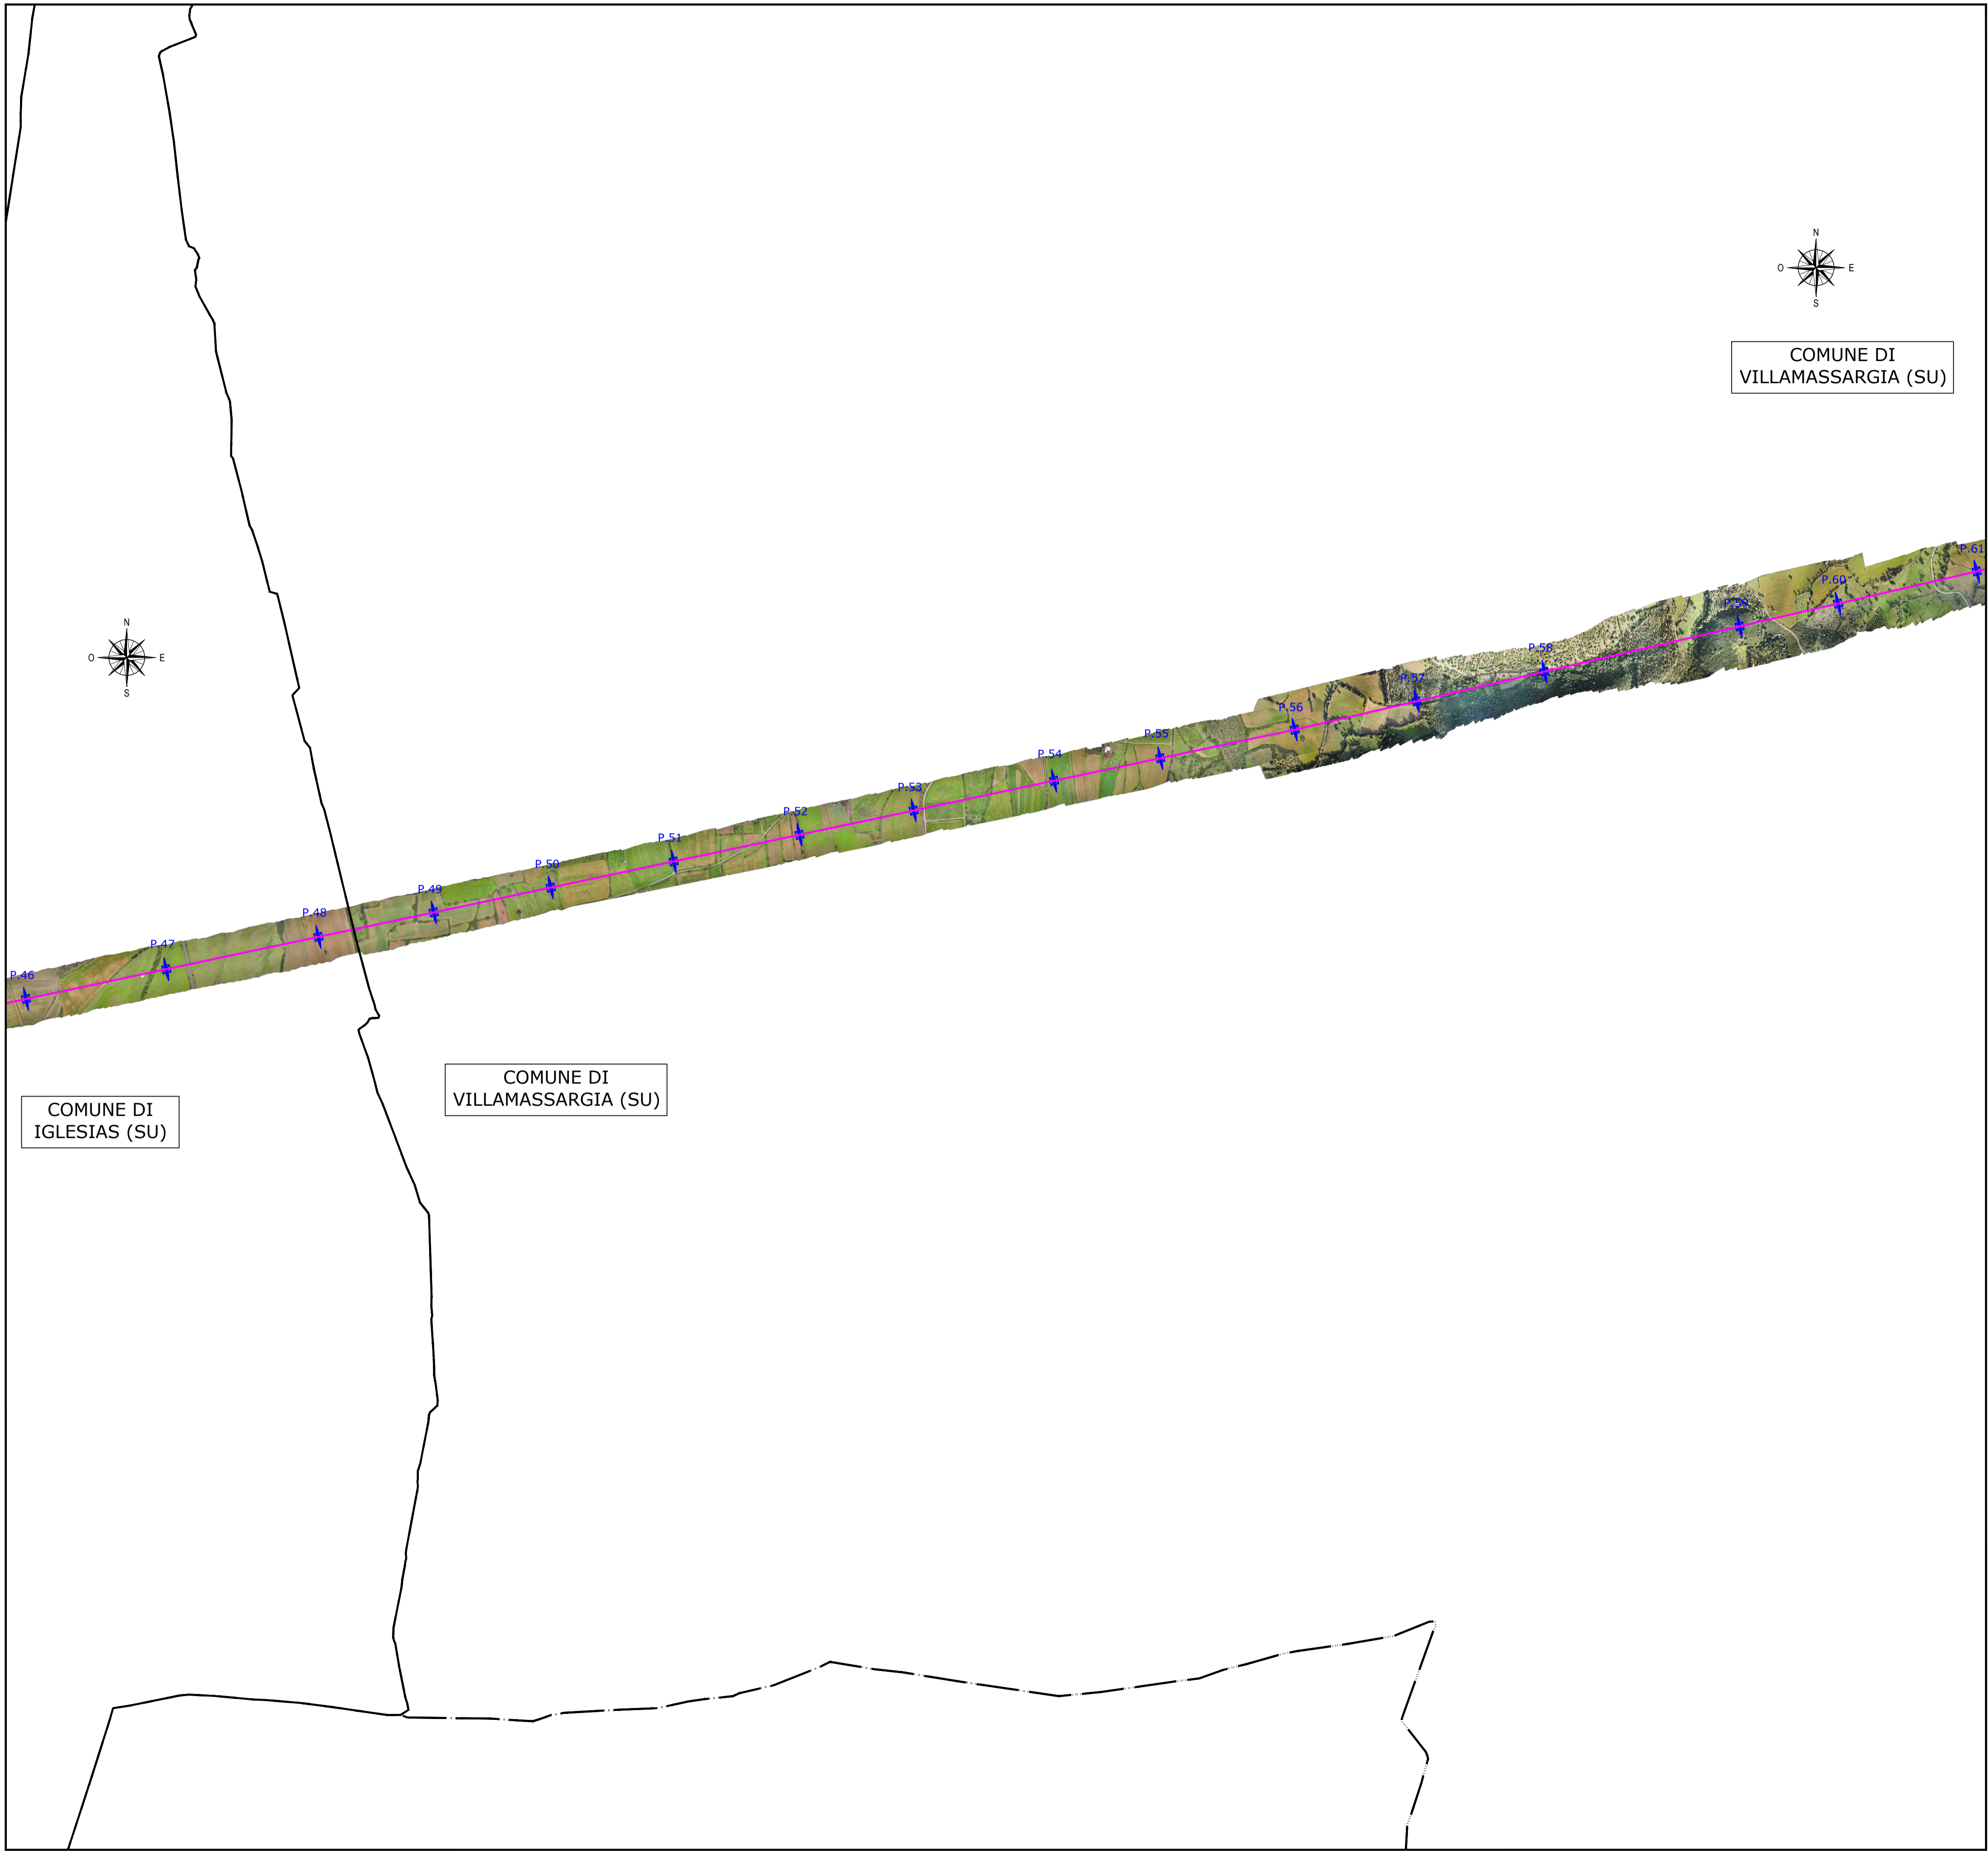 N
O E
S
COMUNE DI
VILLAMASSARGIA (SU)
P.61
P.60
P.59
P.58
P.57
P.56
P.55
P.54
P.53
P.52
P.51
P.50
P.49
P.48
P.47
P.46
N
O E
S
COMUNE DI
VILLAMASSARGIA (SU)
COMUNE DI
IGLESIAS (SU)